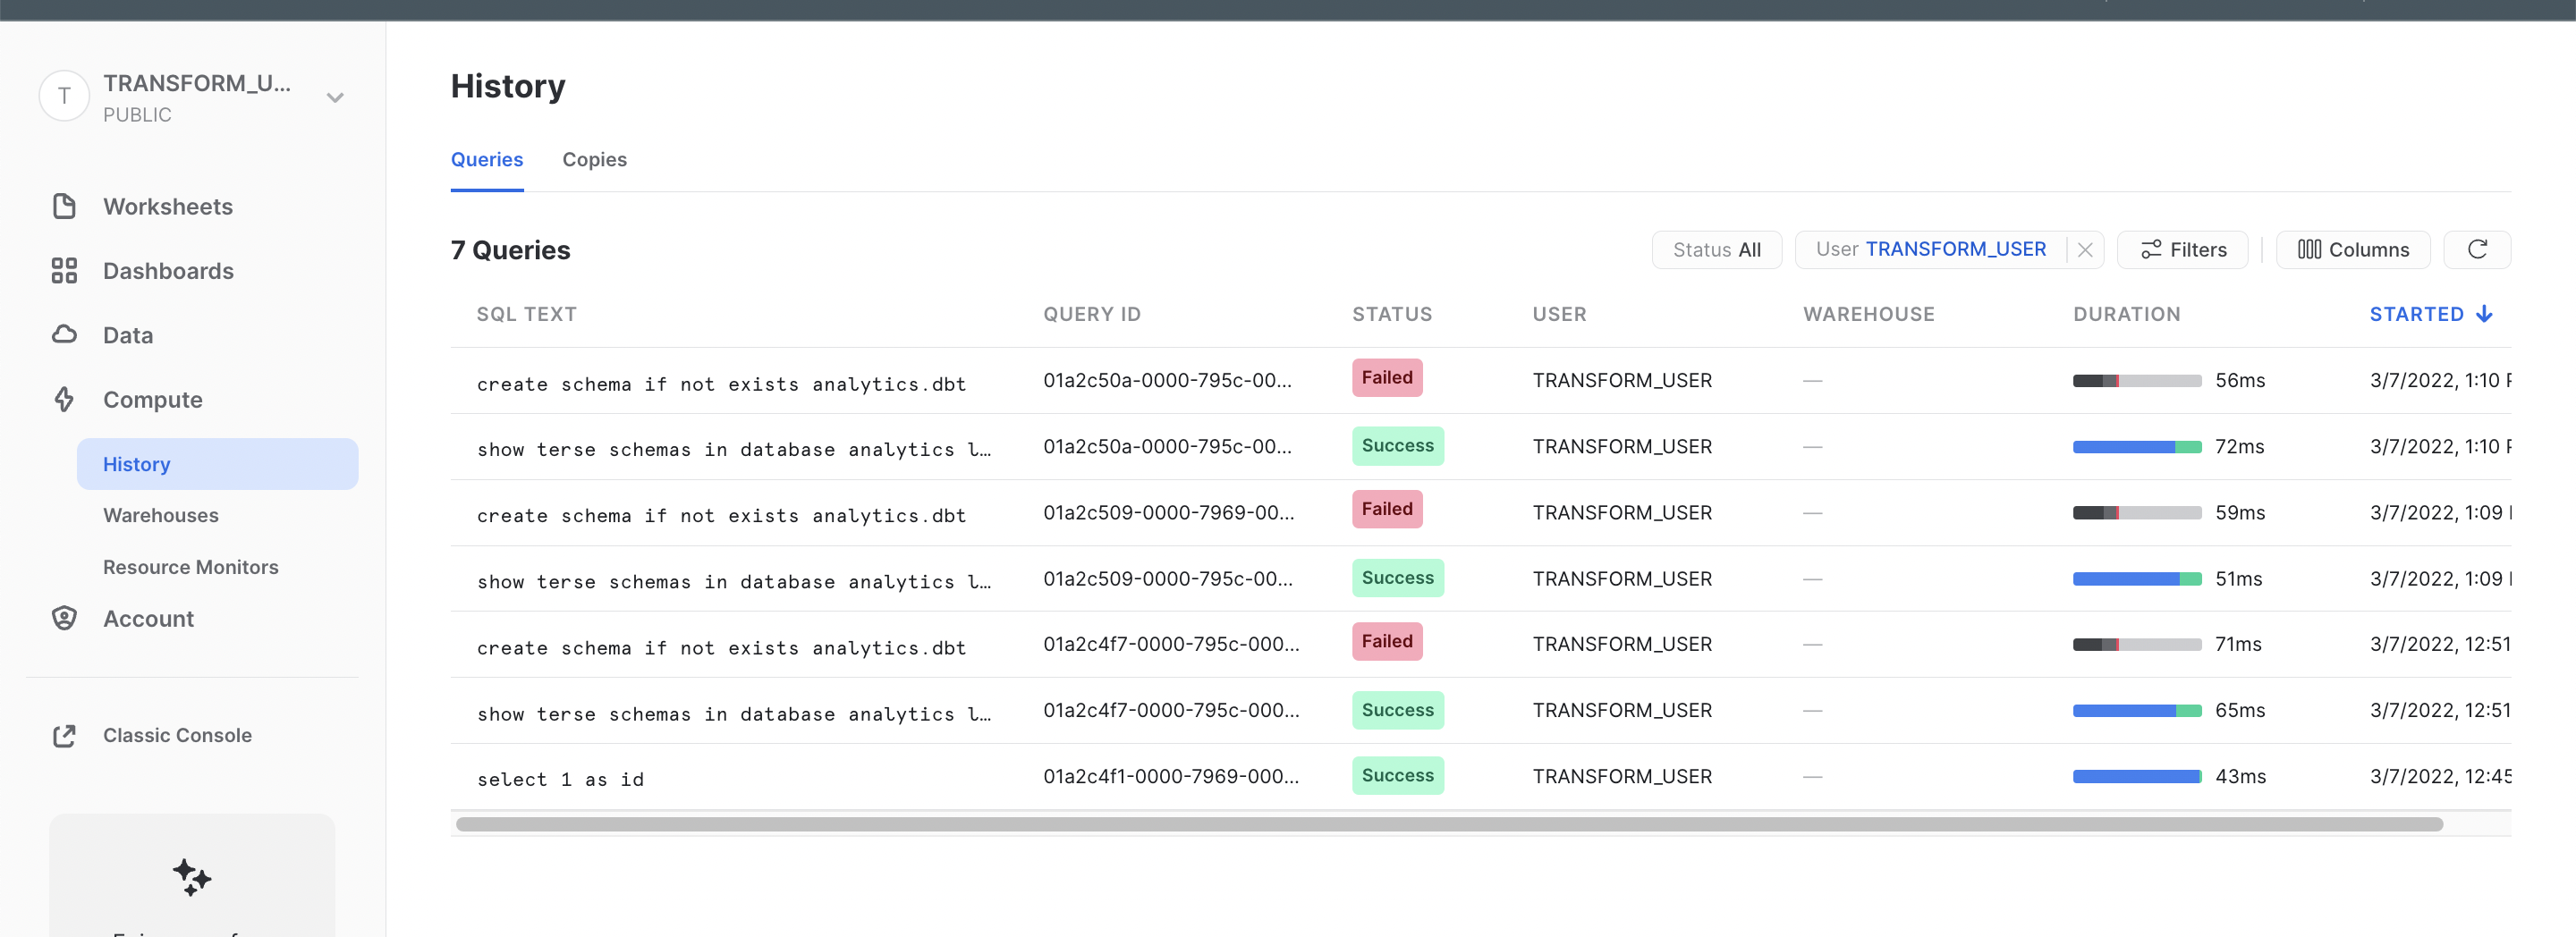 T
TRANSFORM_U...
PUBLIC
Worksheets
Dashboards
Data
Compute
History
Warehouses
Resource Monitors
Account
Classic Console
History
Queries Copies
7 Queries
Status All User TRANSFORM_USER Filters Columns
SQL TEXT QUERY ID STATUS USER WAREHOUSE DURATION STARTED
create schema if not exists analytics.dbt 01a2c50a-0000-795c-00... Failed TRANSFORM_USER — 56ms 3/7/2022, 1:10
show terse schemas in database analytics l... 01a2c50a-0000-795c-00... Success TRANSFORM_USER — 72ms 3/7/2022, 1:10
create schema if not exists analytics.dbt 01a2c509-0000-7969-00... Failed TRANSFORM_USER — 59ms 3/7/2022, 1:09
show terse schemas in database analytics l... 01a2c509-0000-795c-00... Success TRANSFORM_USER — 51ms 3/7/2022, 1:09
create schema if not exists analytics.dbt 01a2c4f7-0000-795c-000... Failed TRANSFORM_USER — 71ms 3/7/2022, 12:51
show terse schemas in database analytics l... 01a2c4f7-0000-795c-000... Success TRANSFORM_USER — 65ms 3/7/2022, 12:51
select 1 as id 01a2c4f1-0000-7969-000... Success TRANSFORM_USER — 43ms 3/7/2022, 12:45